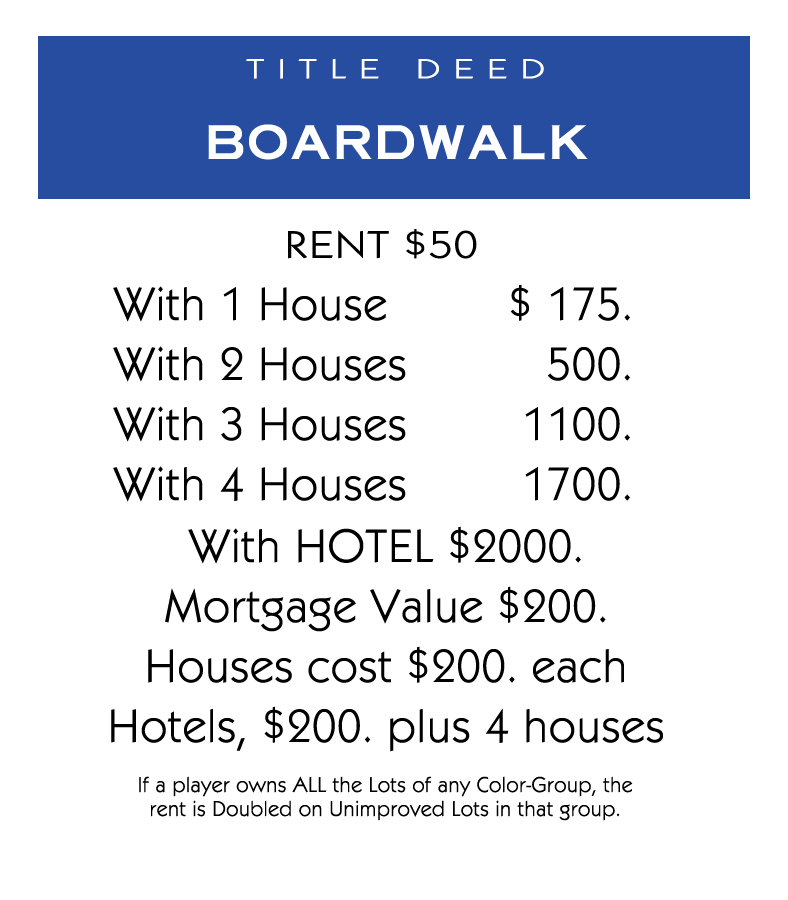 TITLE DEED
BOARDWALK
RENT $50
With 1 House $ 175.
With 2 Houses 500.
With 3 Houses 1100.
With 4 Houses 1700.
With HOTEL $2000.
Mortgage Value $200.
Houses cost $200. each
Hotels, $200. plus 4 houses
If a player owns ALL the Lots of any Color-Group, the
rent is Doubled on Unimproved Lots in that group.